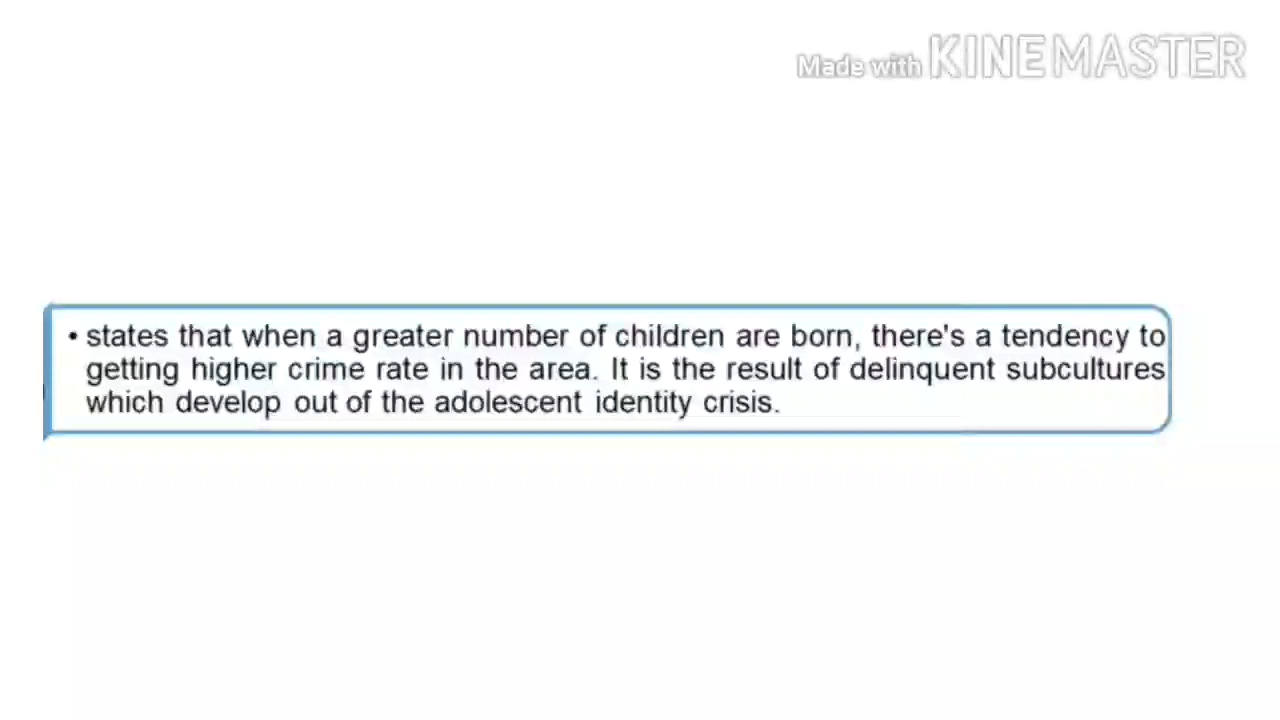 Made with KINEMASTER
• states that when a greater number of children are born, there's a tendency to
getting higher crime rate in the area. It is the result of delinquent subcultures
which develop out of the adolescent identity crisis.